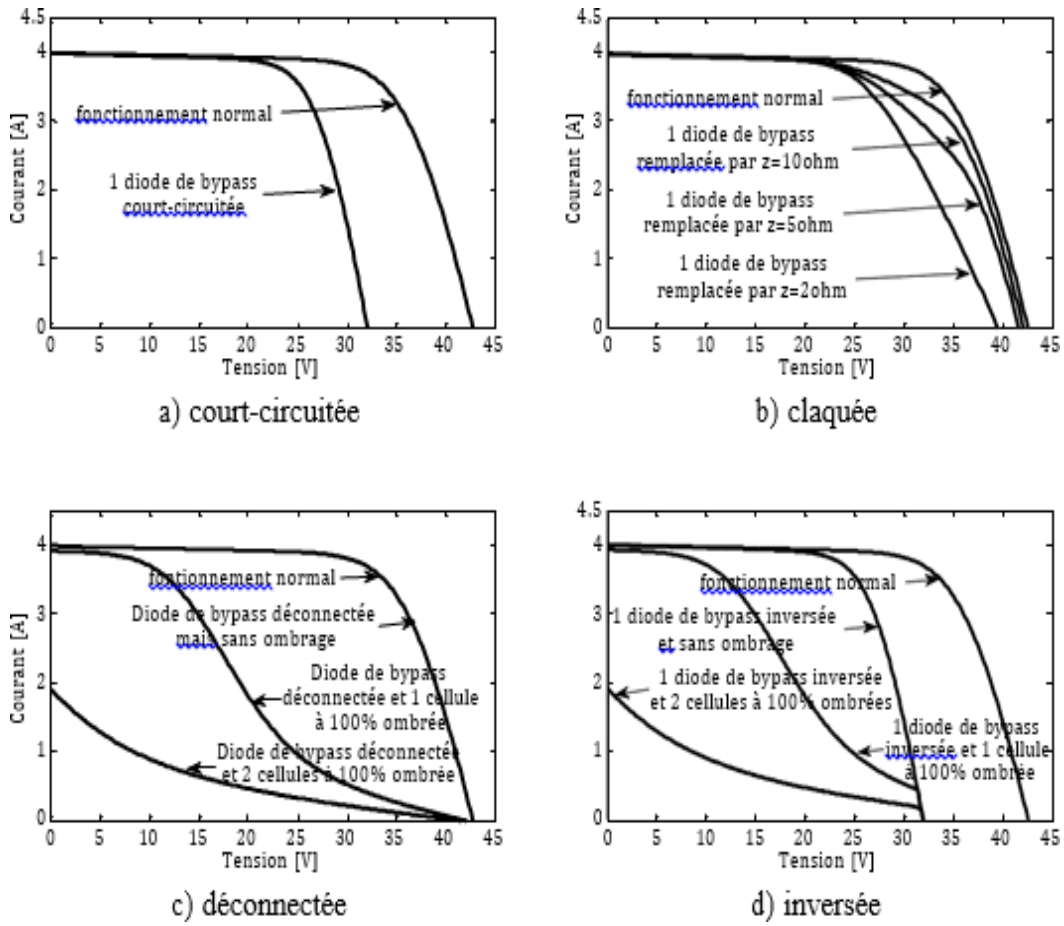 4.5
4
3
2
1
0
Courant [A]
fonctionnement normal
1 diode de bypass
court-circuitée
0 5 10 15 20 25 30 35 40 45
Tension [V]
a) court-circuitée
4.5
4
3
2
1
0
Courant [A]
fonctionnement normal
1 diode de bypass
remplacée par z=10ohm
1 diode de bypass
remplacée par z=5ohm
1 diode de bypass
remplacée par z=2ohm
0 5 10 15 20 25 30 35 40 45
Tension [V]
b) claquée
4
3
2
1
0
Courant [A]
fontionnement normal
Diode de bypass déconnectée
mais sans ombrage
Diode de bypass
déconnectée et 1 cellule
à 100% ombrée
Diode de bypass déconnectée
et 2 cellules à 100% ombrée
0 5 10 15 20 25 30 35 40 45
Tension [V]
c) déconnectée
4.5
4
3
2
1
0
Courant [A]
fonctionnement normal
1 diode de bypass inversée
et sans ombrage
1 diode de bypass inversée
et 2 cellules à 100% ombrées
1 diode de bypass
inversée et 1 cellule
à 100% ombrée
0 5 10 15 20 25 30 35 40 45
Tension [V]
d) inversée